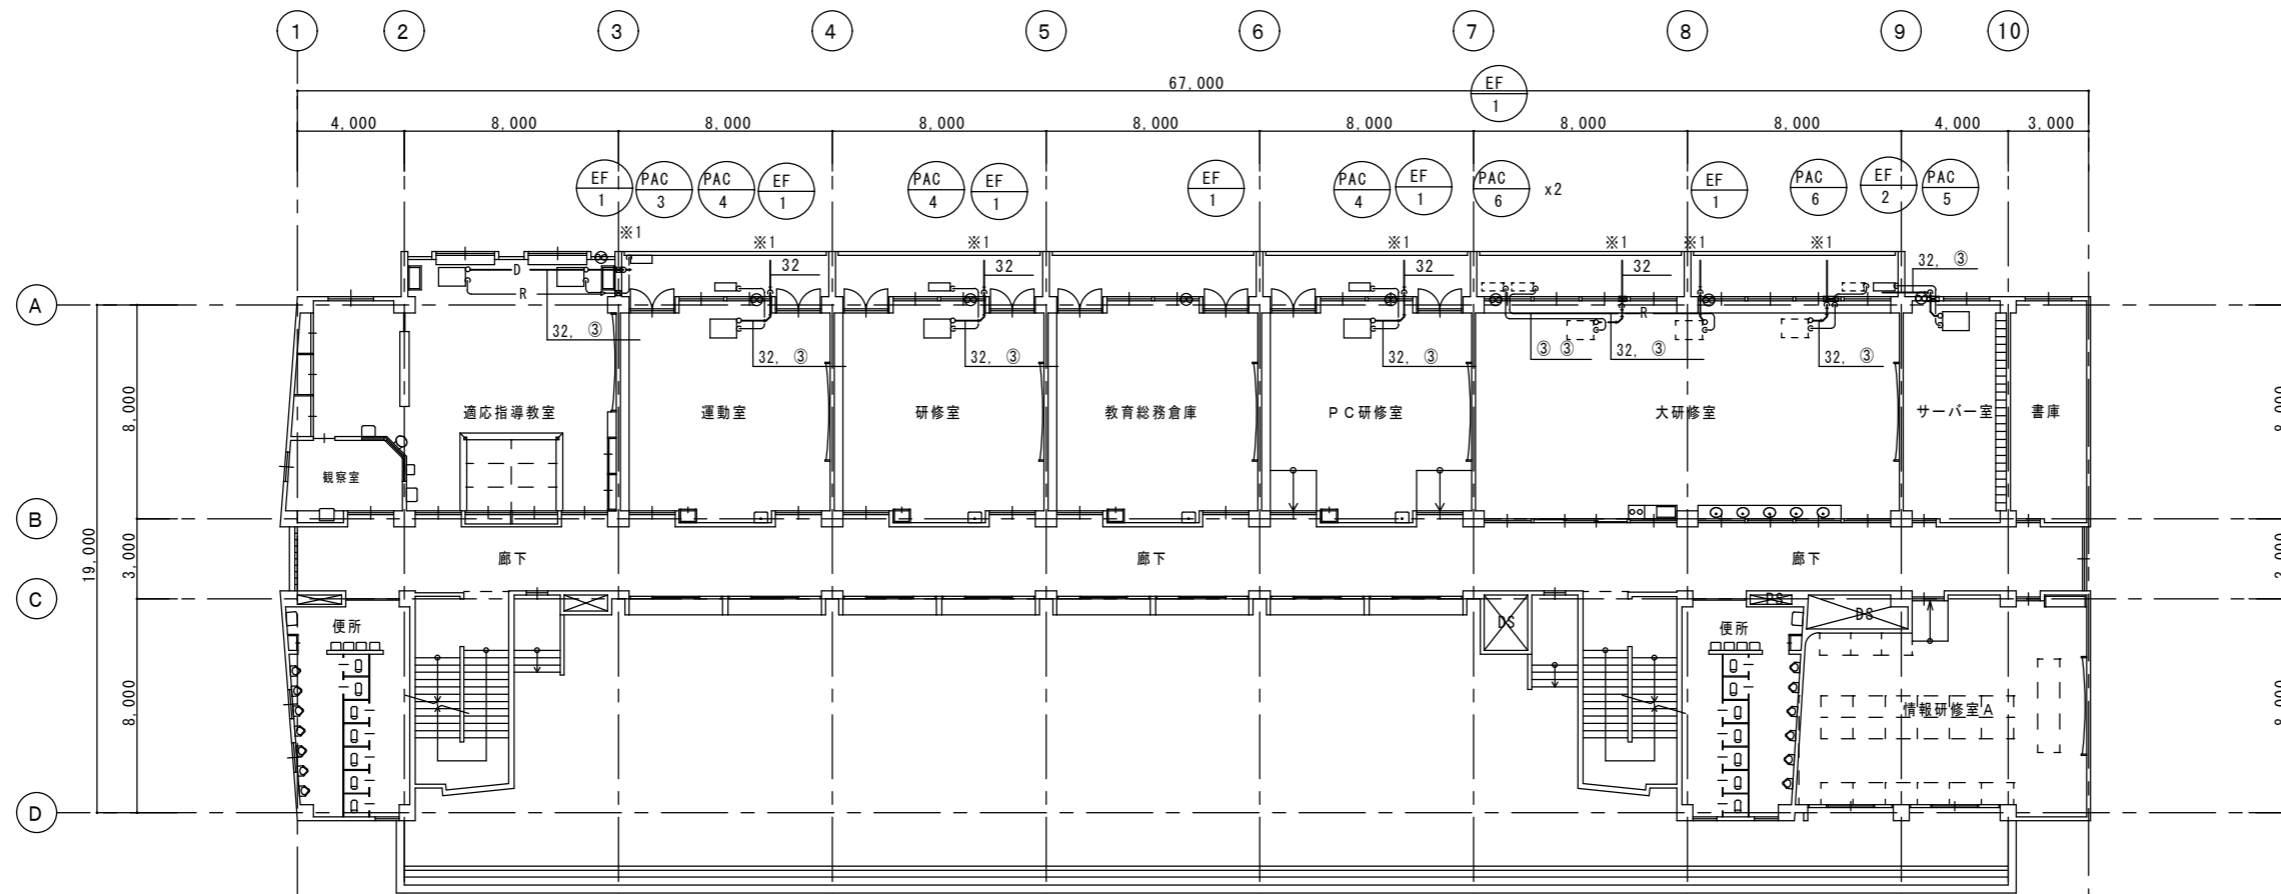 1 2 3 4 5 6 7 8 9 10
67,000
EF 1
4,000 8,000 8,000 8,000 8,000 8,000 8,000 8,000 4,000 3,000
EF 1
PAC 3
PAC 4
EF 1
PAC 4
EF 1
EF 1
PAC 4
EF 1
PAC 6 x2
EF 1
PAC 6
EF 2
PAC 5
※1 ※1 ※1 ※1 ※1 ※1 ※1
32 32 32 32 32, ③
D
R
R
A
32, ③
32, ③
32, ③
32, ③
③ ③
32, ③
32, ③
8,000
適応指導教室
運動室
研修室
教育総務倉庫
PC研修室
大研修室
サーバー室
書庫
8,000
観察室
B
19,000
3,000
廊下
廊下
廊下
3,000
C
便所
DS
便所
PS
DS
8,000
情報研修室A
8,000
D